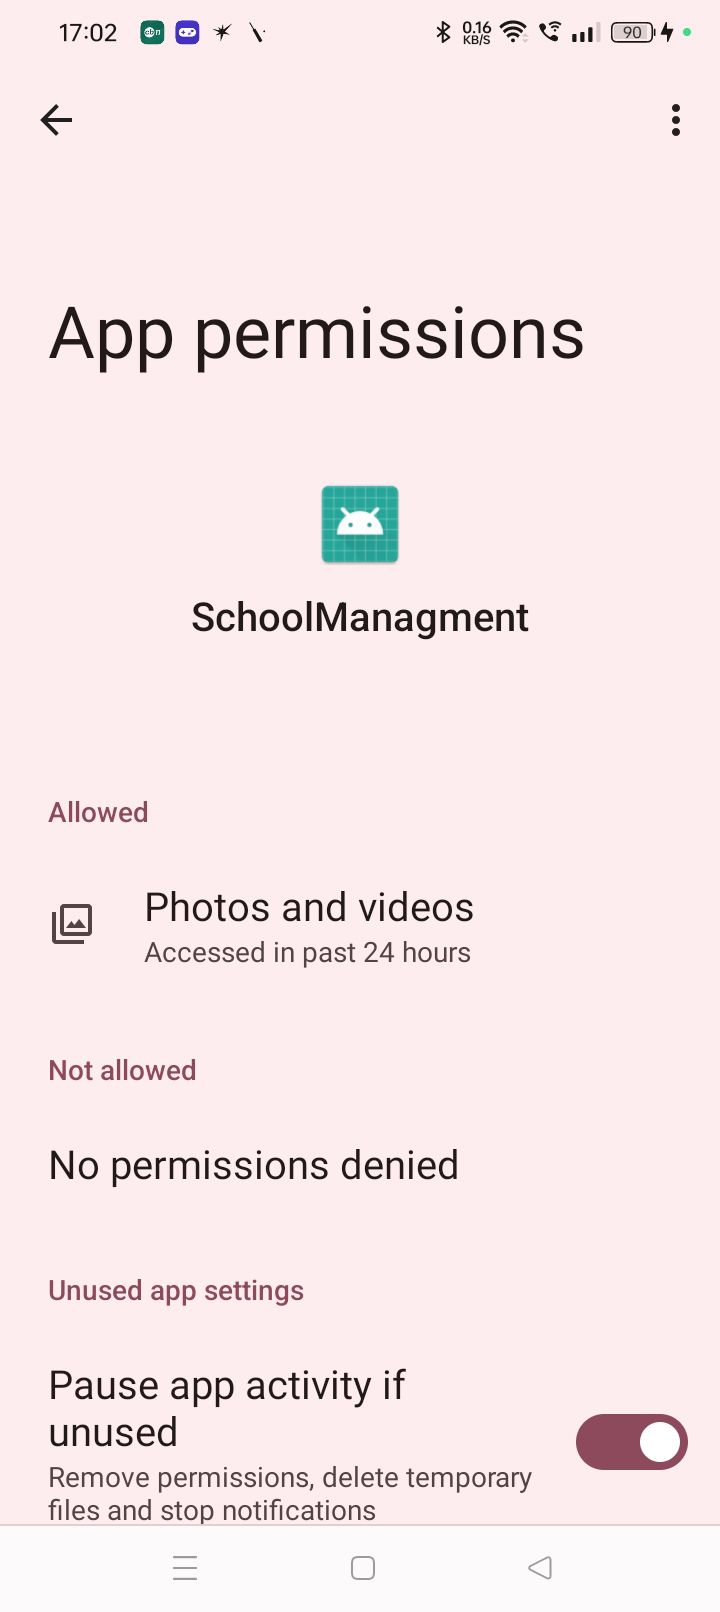 17:02
0.16
KB/S
90
App permissions
SchoolManagment
Allowed
Photos and videos
Accessed in past 24 hours
Not allowed
No permissions denied
Unused app settings
Pause app activity if
unused
Remove permissions, delete temporary
files and stop notifications